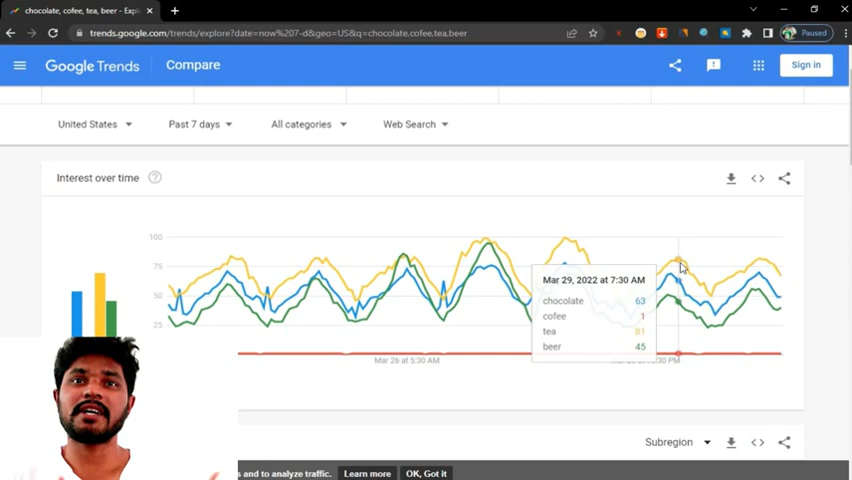 chocolate, cofee, tea, beer - Expl
trends.google.com/trends/explore?date=now%207-d&geo=US&q=chocolate,cofee,tea,beer
Paused
Google Trends
Compare
Sign in
United States
Past 7 days
All categories
Web Search
Interest over time
100
75
50
25
Mar 29, 2022 at 7:30 AM
chocolate 63
cofee 1
tea 81
beer 45
Mar 26 at 5:30 AM
Subregion
s and to analyze traffic.
Learn more
OK, Got it